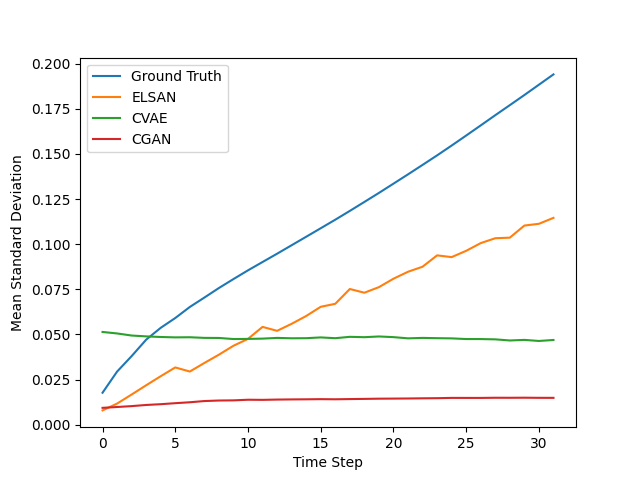 Ground Truth
ELSAN
CVAE
CGAN
0.200
0.175
0.150
0.125
0.100
0.075
0.050
0.025
0.000
Mean Standard Deviation
0 5 10 15 20 25 30
Time Step